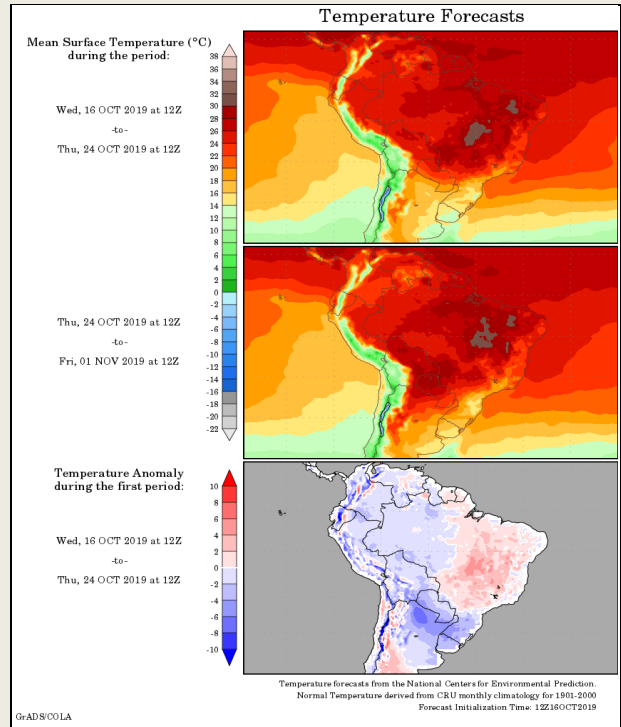 Temperature Forecasts
Mean Surface Temperature (°C)
during the period:
38
36
34
32
30
28
26
24
22
20
18
16
14
12
10
8
6
4
2
0
-2
-4
-6
-8
-10
-12
-14
-16
-18
-20
-22
Wed, 16 OCT 2019 at 12Z
-to-
Thu, 24 OCT 2019 at 12Z
Thu, 24 OCT 2019 at 12Z
-to-
Fri, 01 NOV 2019 at 12Z
Temperature Anomaly
during the first period:
10
8
6
4
2
0
-2
-4
-6
-8
-10
Wed, 16 OCT 2019 at 12Z
-to-
Thu, 24 OCT 2019 at 12Z
Temperature forecasts from the National Centers for Environmental Prediction.
Normal Temperature derived from CRU monthly climatology for 1901-2000
Forecast Initialization Time: 12Z16OCT2019
GrADS/COLA